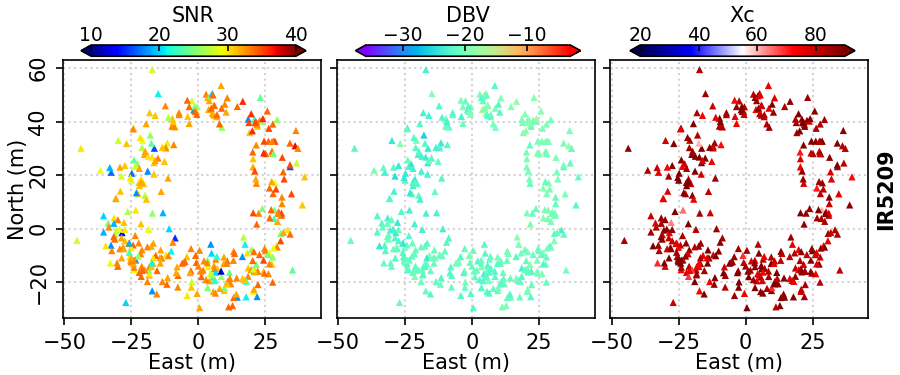 SNR DBV Xc
10 20 30 40 −30 −20 −10 20 40 60 80
60
40
20
0
−20
North (m)
IR5209
−50 −25 0 25 −50 −25 0 25 −50 −25 0 25
East (m) East (m) East (m)